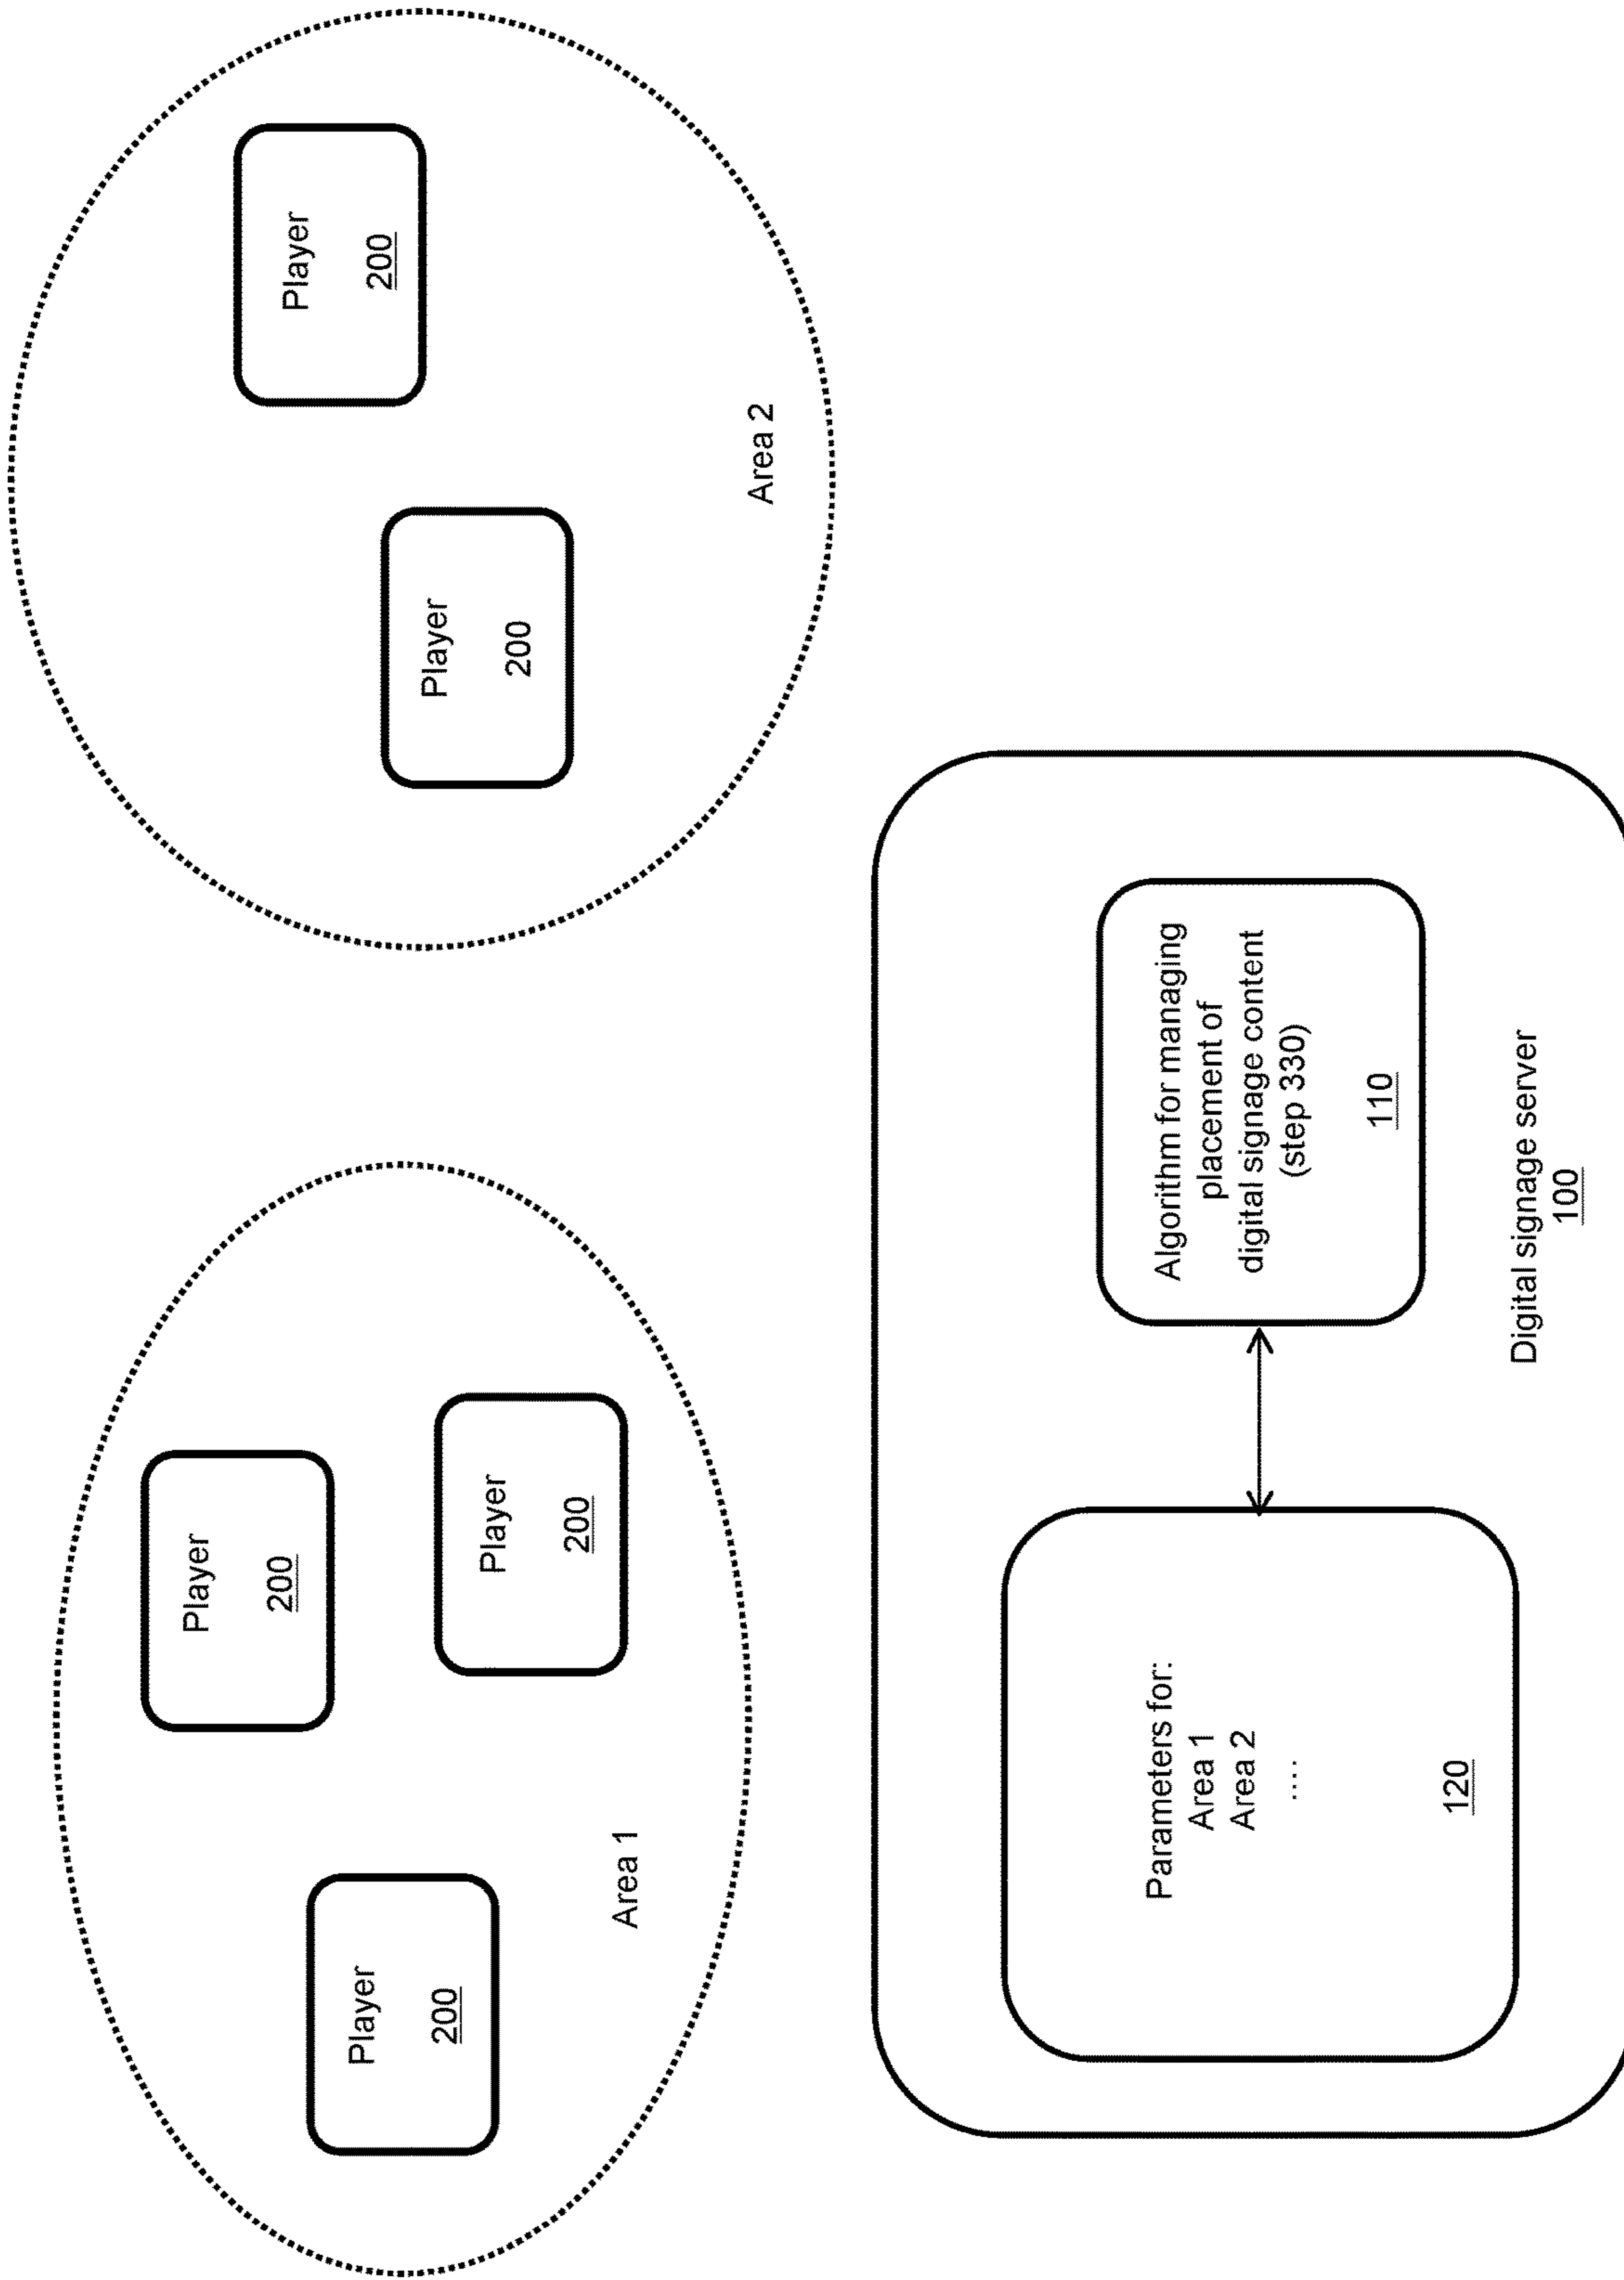 Player
200
Player
200
Player
200
Area 1
Player
200
Player
200
Area 2
Parameters for:
Area 1
Area 2
....
120
Algorithm for managing
placement of
digital signage content
(step 330)
110
Digital signage server
100